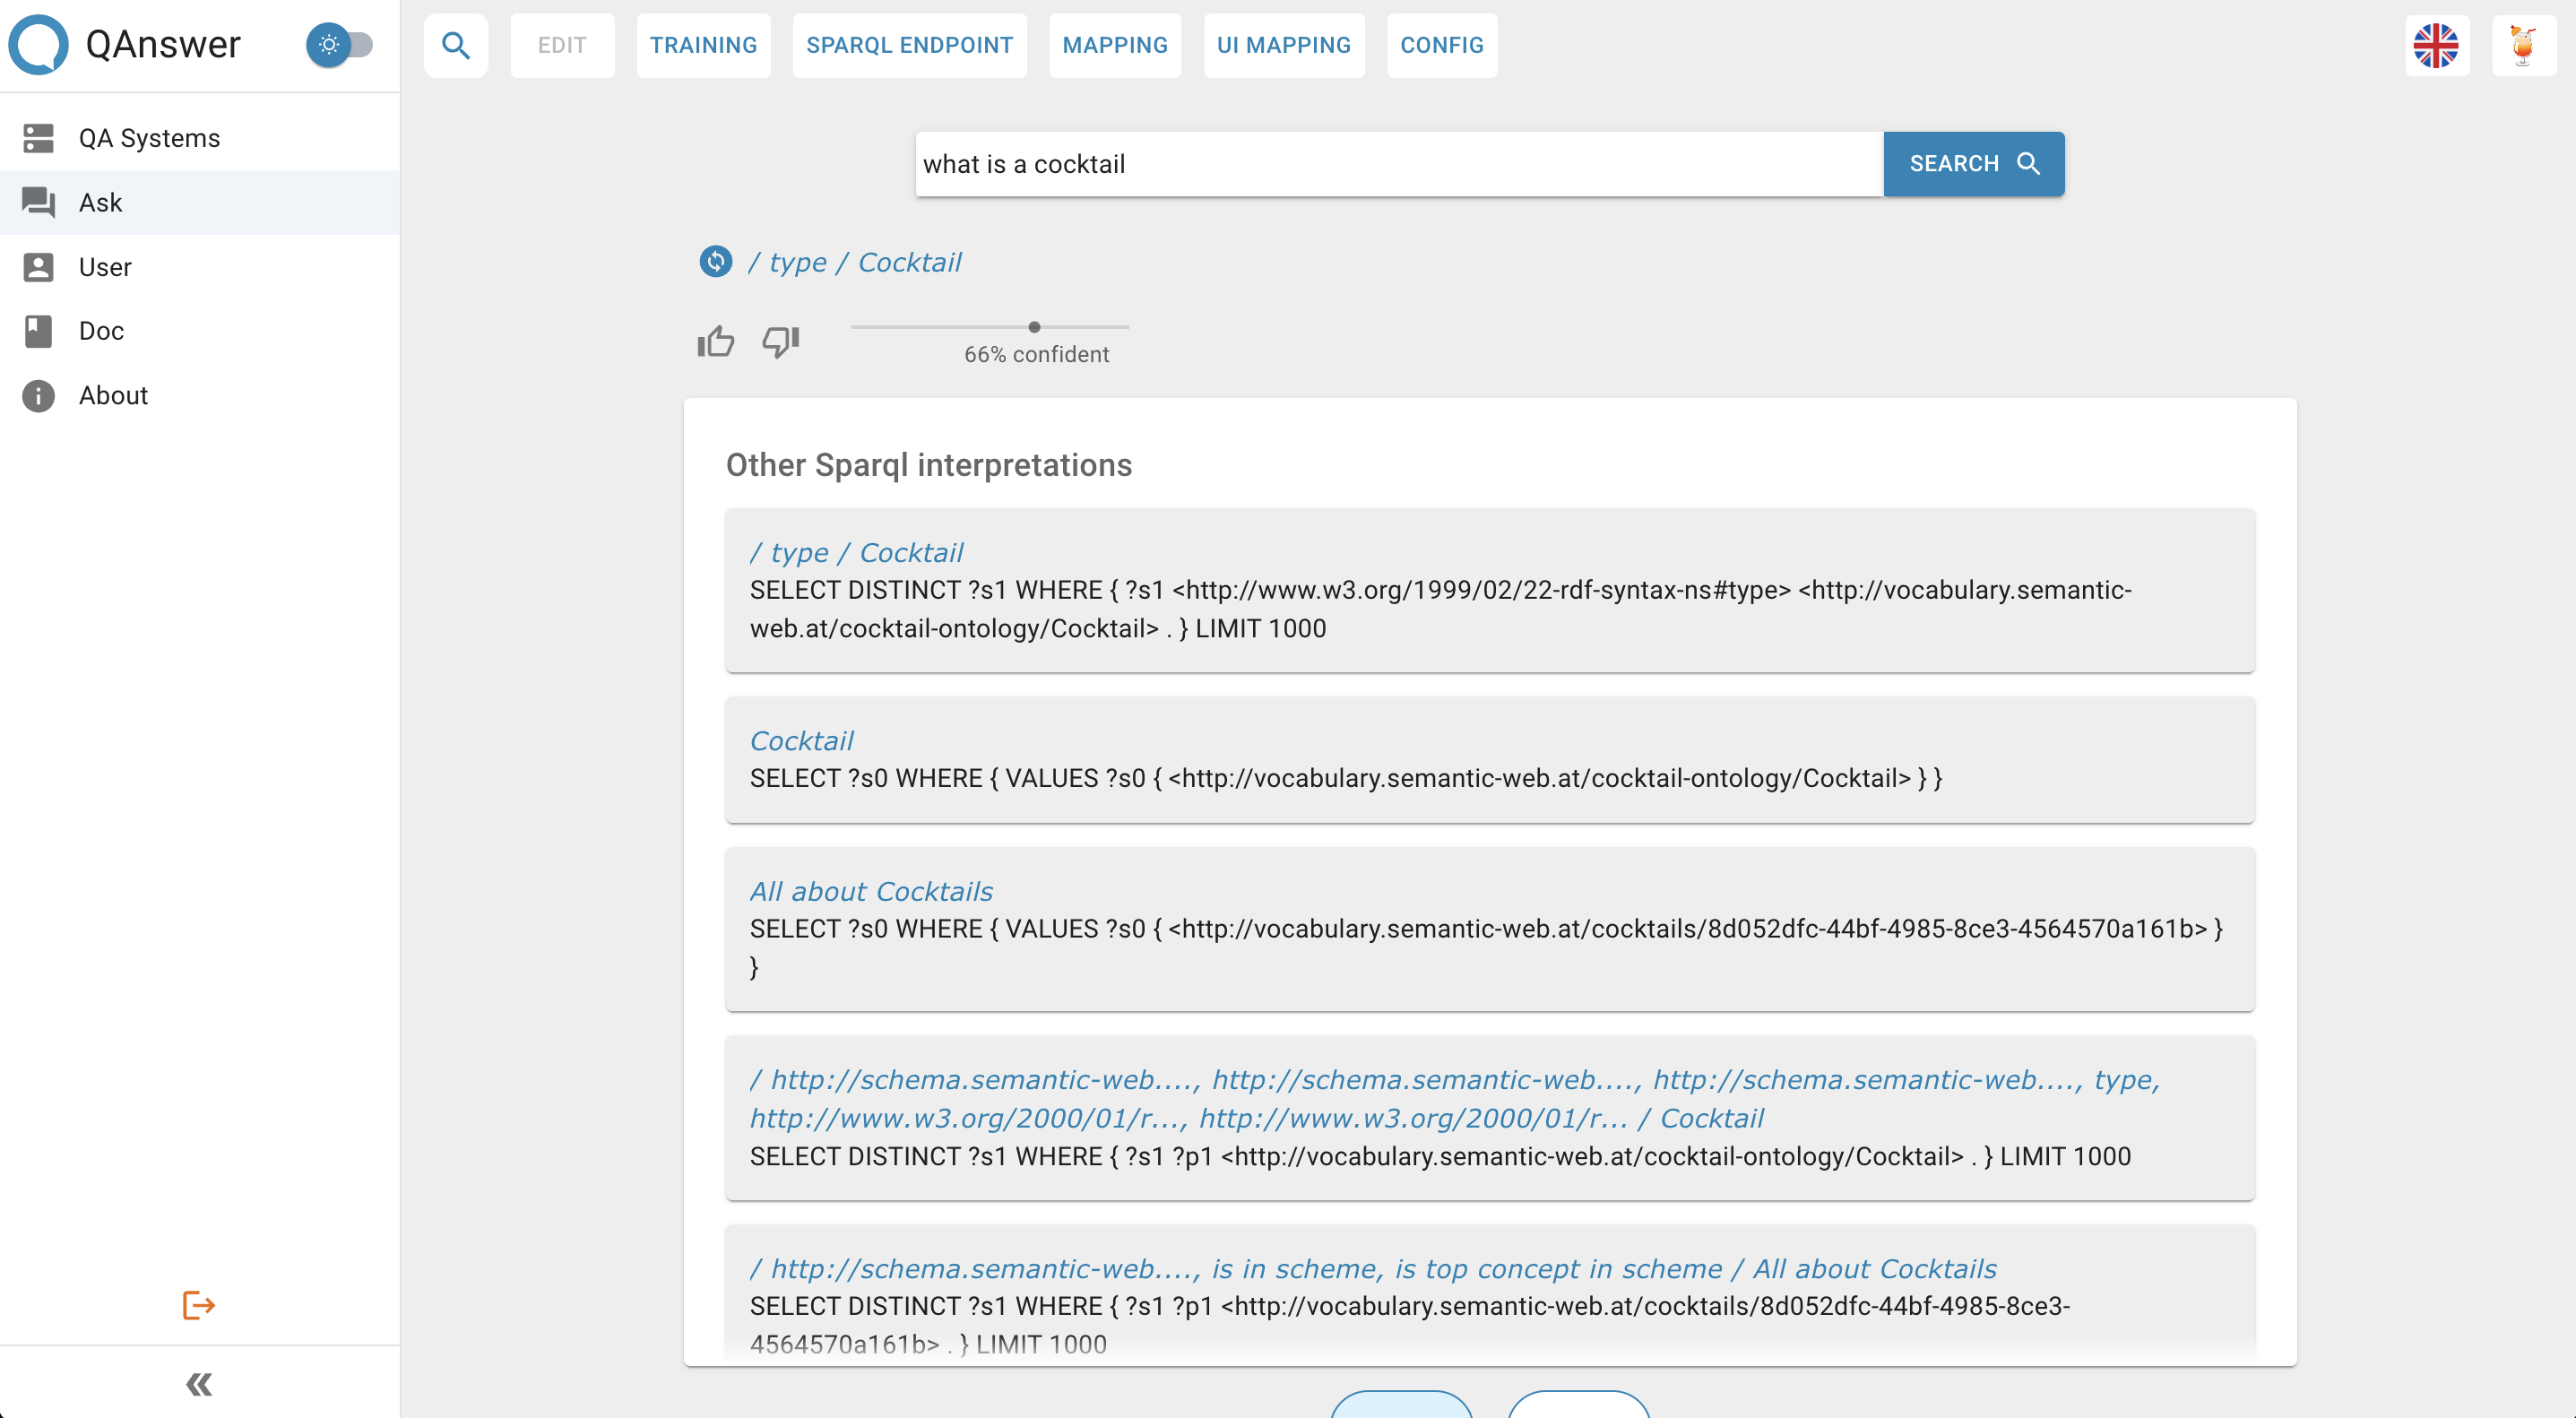 QAnswer
EDIT
TRAINING
SPARQL ENDPOINT
MAPPING
UI MAPPING
CONFIG
QA Systems
Ask
User
Doc
About
what is a cocktail
SEARCH
/ type / Cocktail
66% confident
Other Sparql interpretations
/ type / Cocktail
SELECT DISTINCT ?s1 WHERE { ?s1 <http://www.w3.org/1999/02/22-rdf-syntax-ns#type> <http://vocabulary.semantic-
web.at/cocktail-ontology/Cocktail> . } LIMIT 1000
Cocktail
SELECT ?s0 WHERE { VALUES ?s0 { <http://vocabulary.semantic-web.at/cocktail-ontology/Cocktail> } }
All about Cocktails
SELECT ?s0 WHERE { VALUES ?s0 { <http://vocabulary.semantic-web.at/cocktails/8d052dfc-44bf-4985-8ce3-4564570a161b> }
}
/ http://schema.semantic-web...., http://schema.semantic-web...., http://schema.semantic-web...., type,
http://www.w3.org/2000/01/r..., http://www.w3.org/2000/01/r... / Cocktail
SELECT DISTINCT ?s1 WHERE { ?s1 ?p1 <http://vocabulary.semantic-web.at/cocktail-ontology/Cocktail> . } LIMIT 1000
/ http://schema.semantic-web...., is in scheme, is top concept in scheme / All about Cocktails
SELECT DISTINCT ?s1 WHERE { ?s1 ?p1 <http://vocabulary.semantic-web.at/cocktails/8d052dfc-44bf-4985-8ce3-
4564570a161b> . } LIMIT 1000